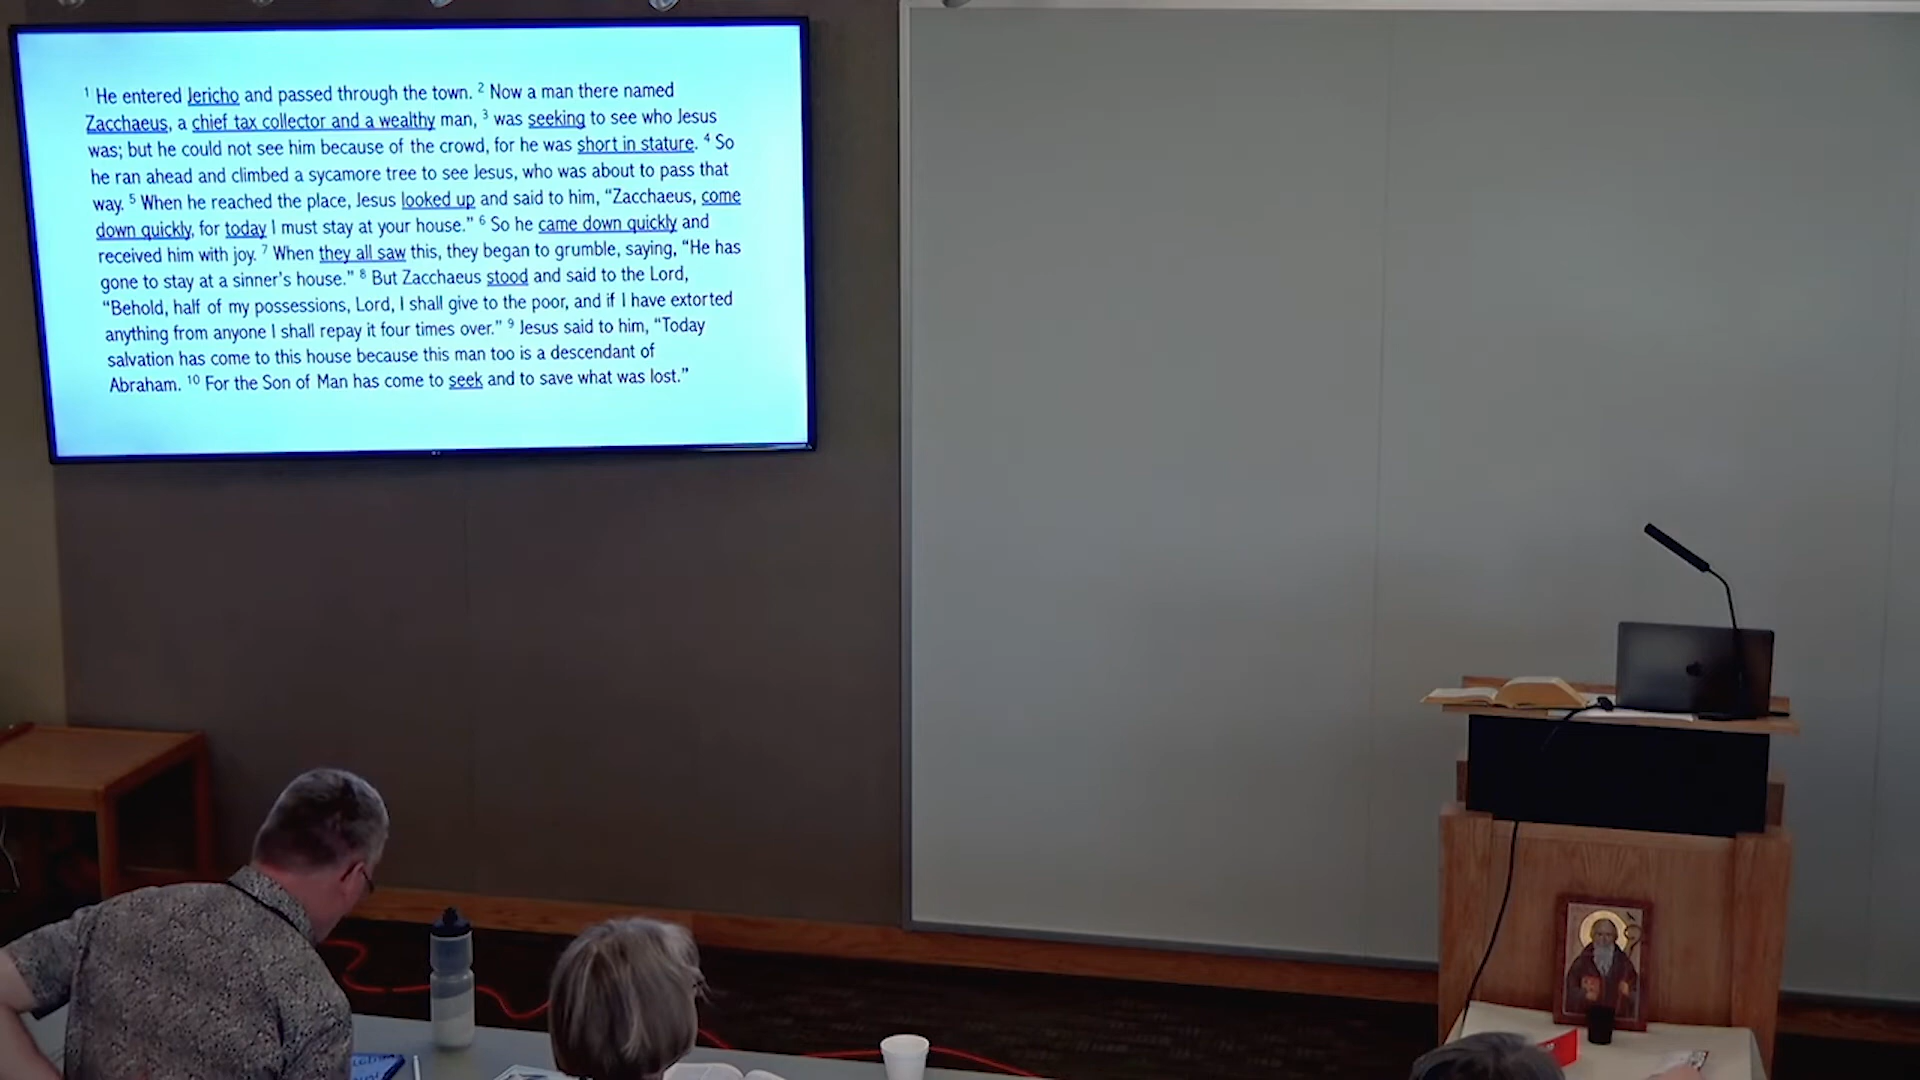 ¹ He entered Jericho and passed through the town. ² Now a man there named
Zacchaeus, a chief tax collector and a wealthy man, ³ was seeking to see who Jesus
was; but he could not see him because of the crowd, for he was short in stature. ⁴ So
he ran ahead and climbed a sycamore tree to see Jesus, who was about to pass that
way. ⁵ When he reached the place, Jesus looked up and said to him, “Zacchaeus, come
down quickly, for today I must stay at your house.” ⁶ So he came down quickly and
received him with joy. ⁷ When they all saw this, they began to grumble, saying, “He has
gone to stay at a sinner’s house.” ⁸ But Zacchaeus stood and said to the Lord,
“Behold, half of my possessions, Lord, I shall give to the poor, and if I have extorted
anything from anyone I shall repay it four times over.” ⁹ Jesus said to him, “Today
salvation has come to this house because this man too is a descendant of
Abraham. ¹⁰ For the Son of Man has come to seek and to save what was lost.”